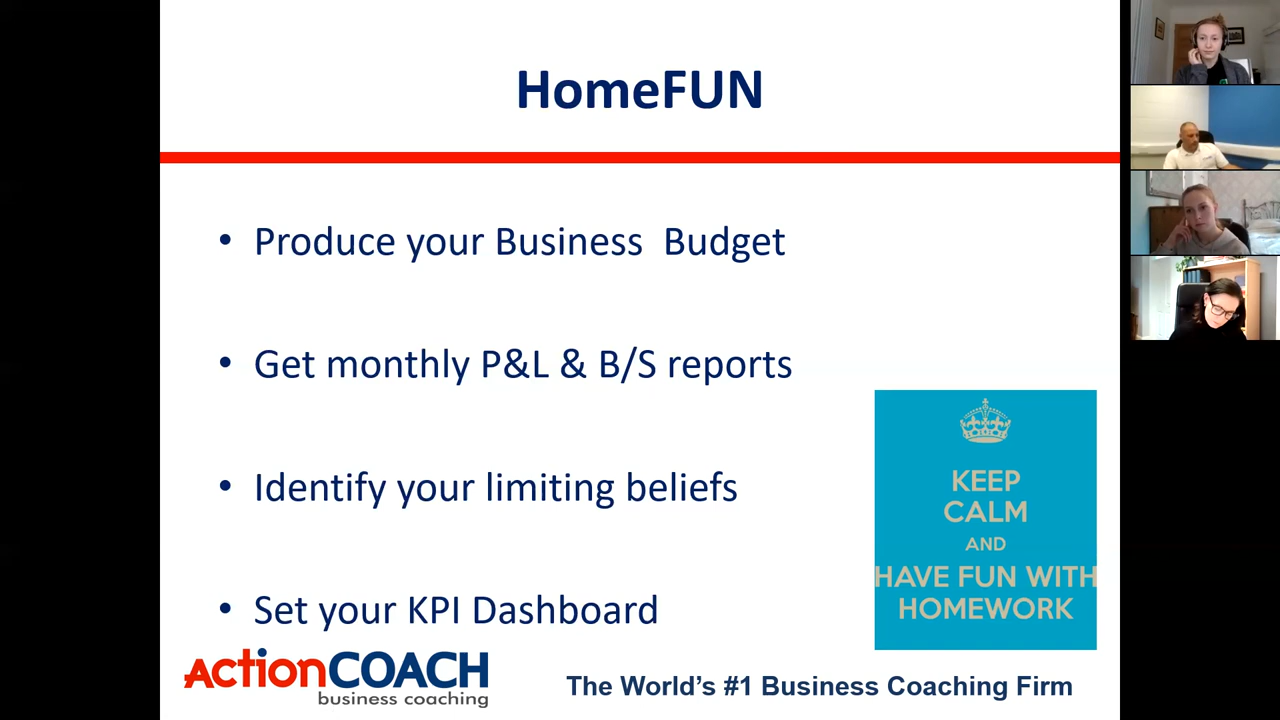 HomeFUN
• Produce your Business  Budget
• Get monthly P&L & B/S reports
• Identify your limiting beliefs
• Set your KPI Dashboard
KEEP
CALM
AND
HAVE FUN WITH
HOMEWORK
ActionCOACH
business coaching
The World's #1 Business Coaching Firm